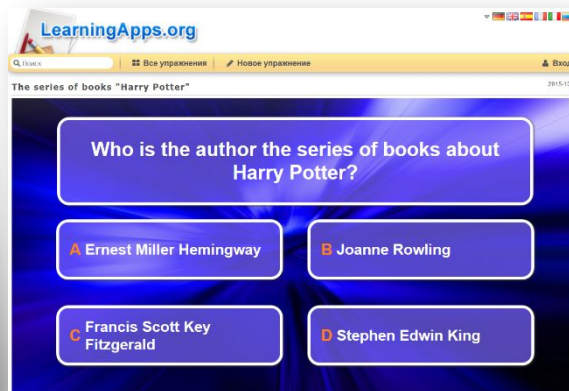 LearningApps.org
Поиск
Все упражнения
Новое упражнение
The series of books "Harry Potter"
Who is the author the series of books about
Harry Potter?
A Ernest Miller Hemingway
B Joanne Rowling
C Francis Scott Key
Fitzgerald
D Stephen Edwin King